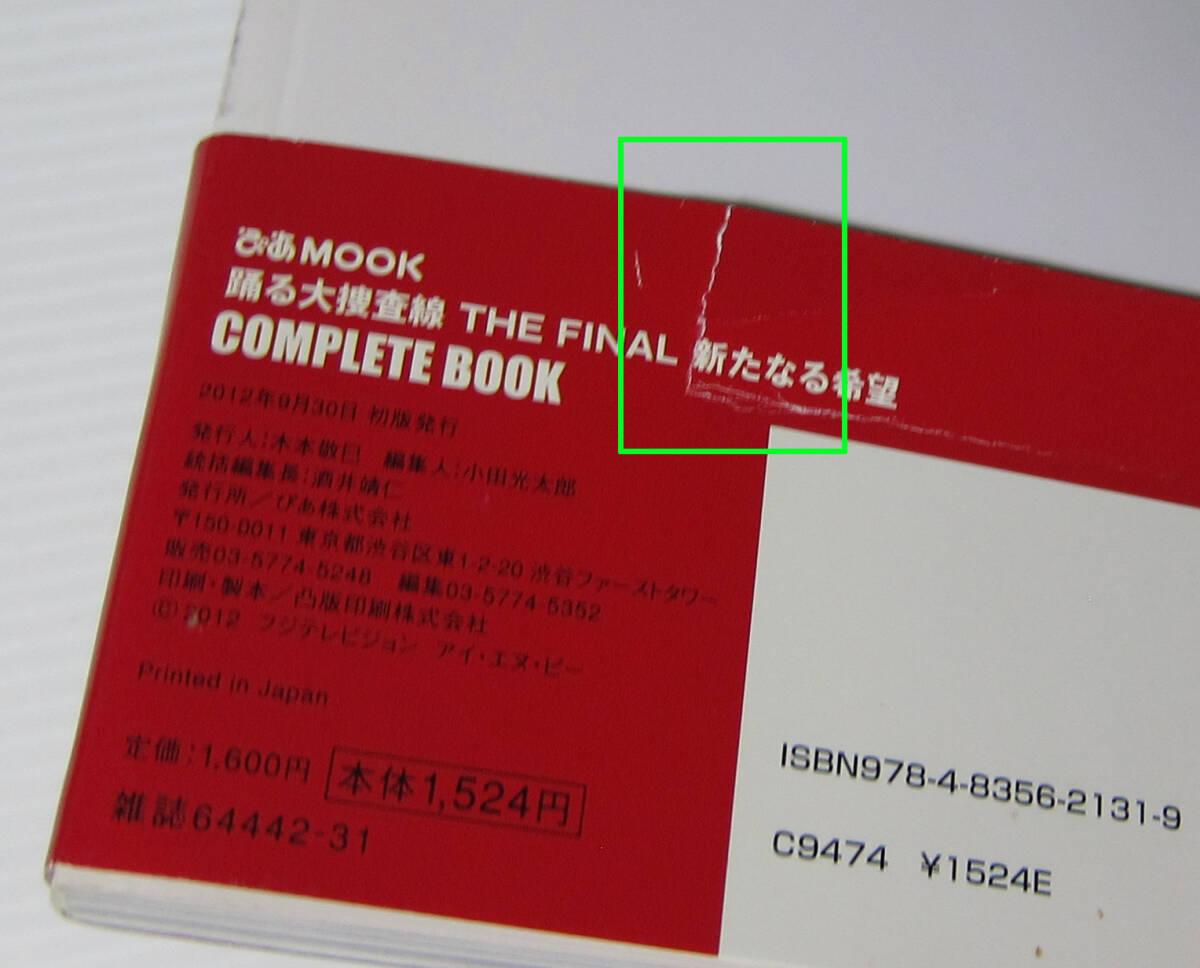 ぴあMOOK
踊る大捜査線 THE FINAL 新たなる希望
COMPLETE BOOK
2012年9月30日 初版発行
発行人:木本敬巳 編集人:小田光太郎
統括編集長:酒井靖仁
発行所/ぴあ株式会社
〒150-0011 東京都渋谷区東1-2-20 渋谷ファーストタワー
販売03-5774-5248 編集03-5774-5352
印刷・製本/凸版印刷株式会社
©2012 フジテレビジョン アイ・エヌ・ピー
Printed in Japan
定価:1,600円 本体1,524円
雑誌64442-31
ISBN978-4-8356-2131-9
C9474 ¥1524E